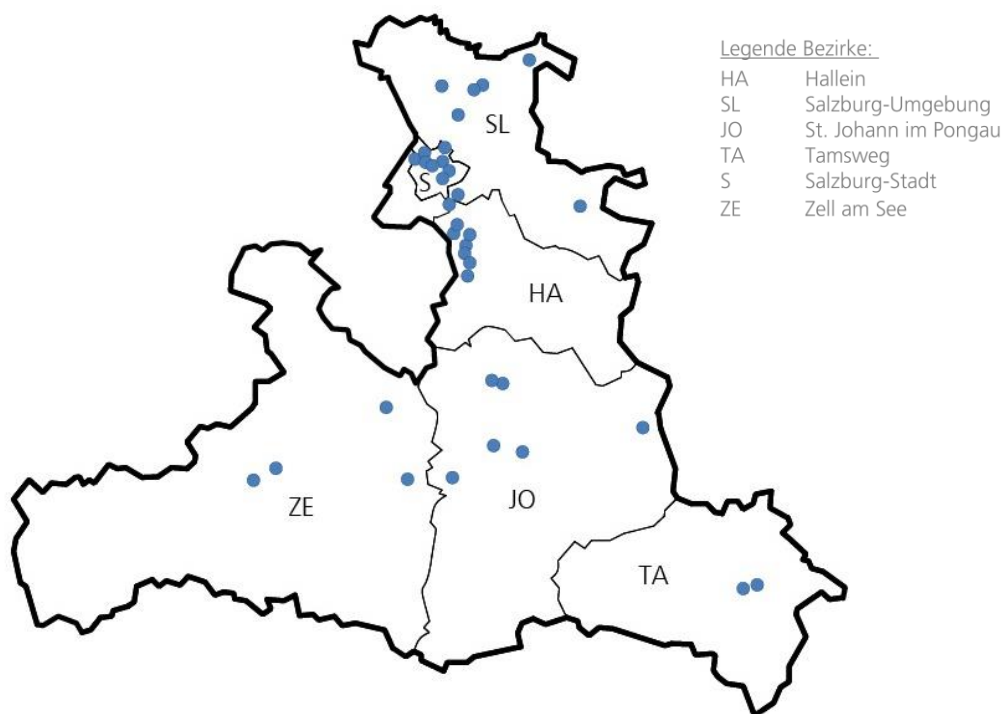 Legende Bezirke:
HA Hallein
SL Salzburg-Umgebung
JO St. Johann im Pongau
TA Tamsweg
S Salzburg-Stadt
ZE Zell am See
SL
S
HA
ZE
JO
TA